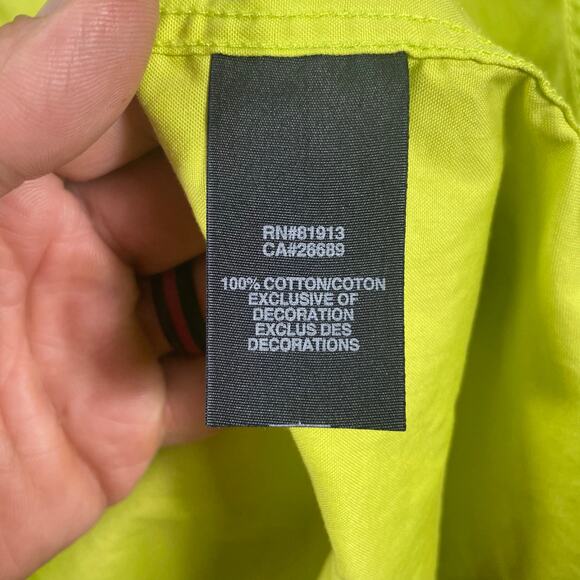 RN#81913
CA#26689
100% COTTON/COTON
EXCLUSIVE OF
DECORATION
EXCLUS DES
DECORATIONS